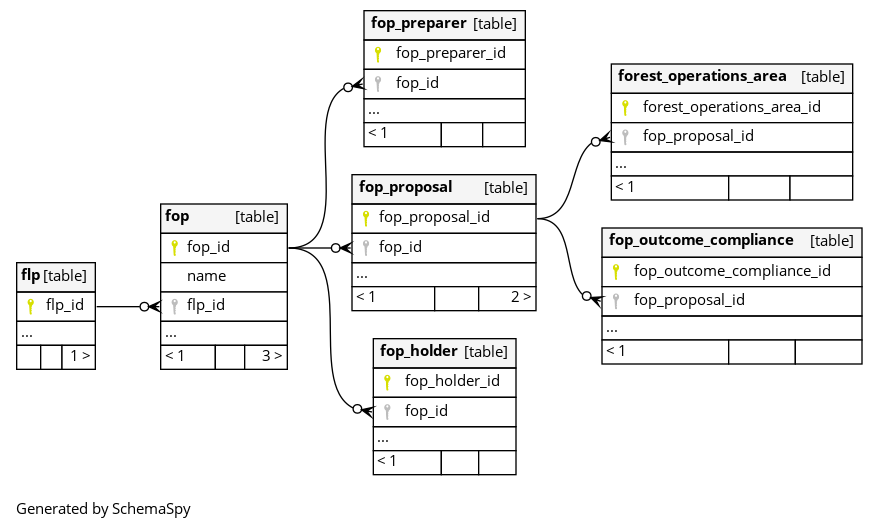 flp [table]
flp_id
...
1 >
fop [table]
fop_id
name
flp_id
...
< 1 3 >
fop_preparer [table]
fop_preparer_id
fop_id
...
< 1
fop_proposal [table]
fop_proposal_id
fop_id
...
< 1 2 >
fop_holder [table]
fop_holder_id
fop_id
...
< 1
forest_operations_area [table]
forest_operations_area_id
fop_proposal_id
...
< 1
fop_outcome_compliance [table]
fop_outcome_compliance_id
fop_proposal_id
...
< 1
Generated by SchemaSpy